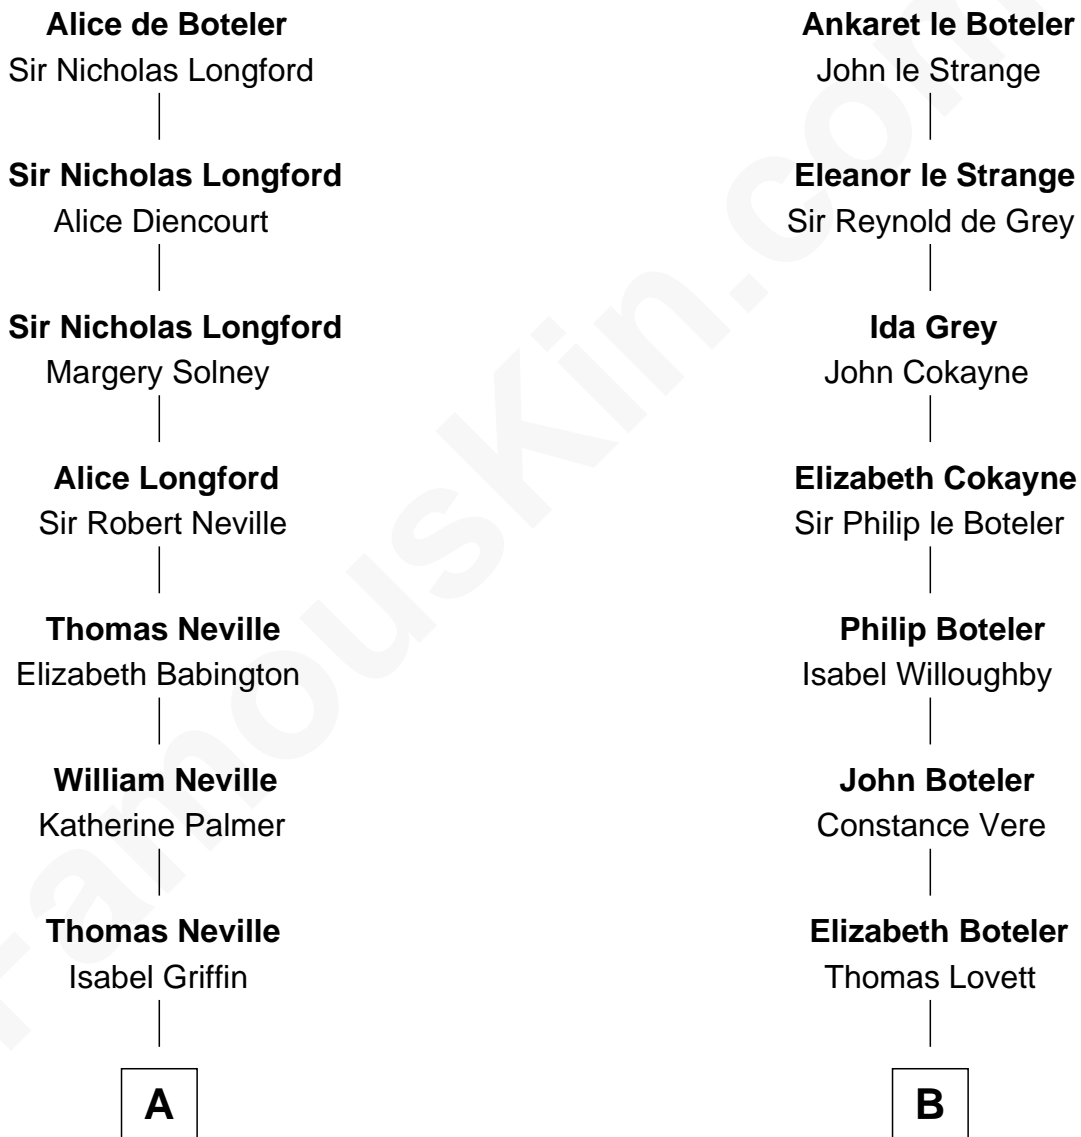 Alice de Boteler
Sir Nicholas Longford
Sir Nicholas Longford
Alice Diencourt
Sir Nicholas Longford
Margery Solney
Alice Longford
Sir Robert Neville
Thomas Neville
Elizabeth Babington
William Neville
Katherine Palmer
Thomas Neville
Isabel Griffin
A
Ankaret le Boteler
John le Strange
Eleanor le Strange
Sir Reynold de Grey
Ida Grey
John Cokayne
Elizabeth Cokayne
Sir Philip le Boteler
Philip Boteler
Isabel Willoughby
John Boteler
Constance Vere
Elizabeth Boteler
Thomas Lovett
B
FamousKin.com